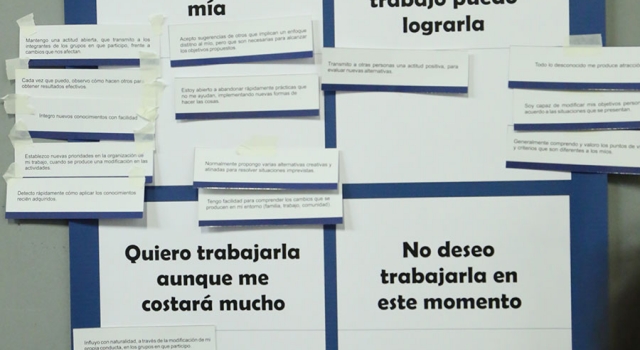 mía
trabajo puedo
lograrla
Mantengo una actitud abierta, que transmito a los
integrantes de los grupos en que participo, frente a
cambios que nos afectan.
Cada vez que puedo, observo cómo hacen otros para
obtener resultados efectivos.
Integro nuevos conocimientos con facilidad.
Establezco nuevas prioridades en la organización de
mi trabajo, cuando se produce una modificación en las
actividades.
Detecto rápidamente cómo aplicar los conocimientos
recién adquiridos.
Acepto sugerencias de otros que implican un enfoque
distinto al mío, pero que son necesarias para alcanzar
los objetivos propuestos.
Estoy abierto a abandonar rápidamente prácticas que
no me ayudan, implementando nuevas formas de
hacer las cosas.
Normalmente propongo varias alternativas creativas y
atinadas para resolver situaciones imprevistas.
Tengo facilidad para comprender los cambios que se
producen en mi entorno (familia, trabajo, comunidad).
Transmito a otras personas una actitud positiva, para
evaluar nuevas alternativas.
Todo lo desconocido me produce
Soy capaz de modificar mis objetivos
acuerdo a las situaciones que se presentan.
Generalmente comprendo y valoro los puntos de
y criterios que son diferentes a los míos.
Quiero trabajarla
aunque me
costará mucho
No deseo
trabajarla en
este momento
Influyo con naturalidad, a través de la modificación de mi
propia conducta, en los grupos en que participo.